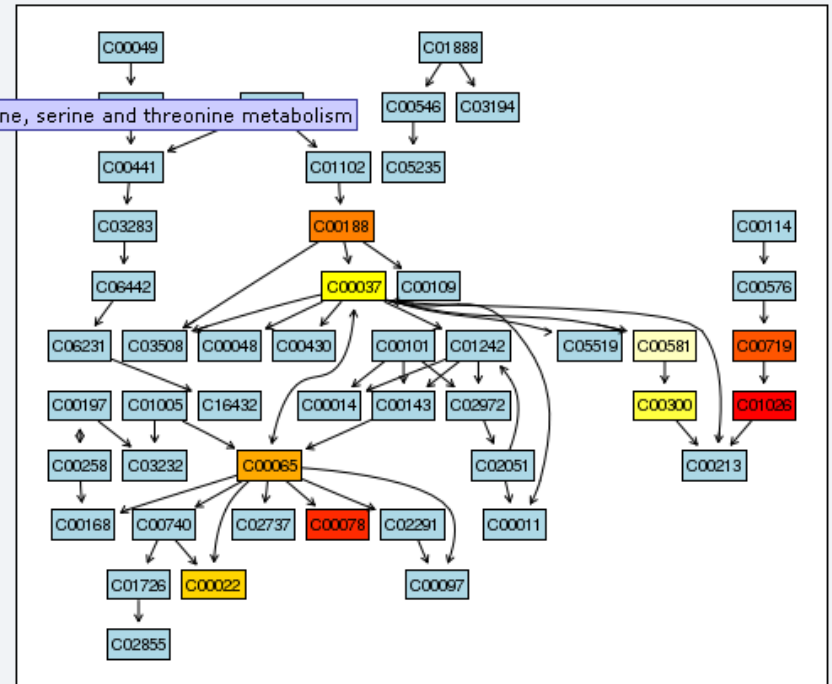 C00049 C01888
C00546 C03194
ne, serine and threonine metabolism
C00441 C01102 C05235
C03283 C00188 C00114
C06442 C00037 C00109 C00576
C06231 C03508 C00048 C00430 C00101 C01242 C05519 C00581 C00719
C00197 C01005 C16432 C00014 C00143 C02972 C00300 C01026
C00258 C03232 C00065 C02051 C00213
C00168 C00740 C02737 C00078 C02291 C00011
C01726 C00022 C00097
C02855